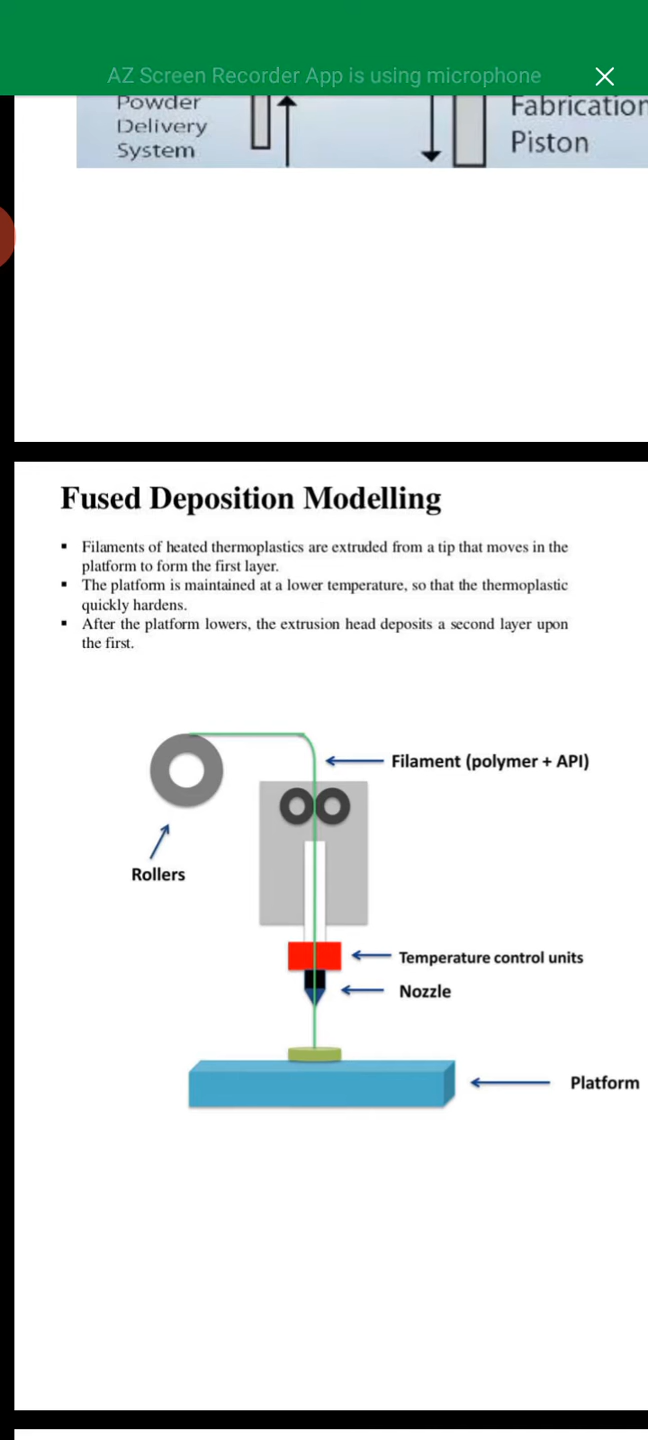 AZ Screen Recorder App is using microphone
Powder
Delivery
System
Fabrication
Piston
Fused Deposition Modelling
▪ Filaments of heated thermoplastics are extruded from a tip that moves in the
platform to form the first layer.
▪ The platform is maintained at a lower temperature, so that the thermoplastic
quickly hardens.
▪ After the platform lowers, the extrusion head deposits a second layer upon
the first.
Filament (polymer + API)
Rollers
Temperature control units
Nozzle
Platform